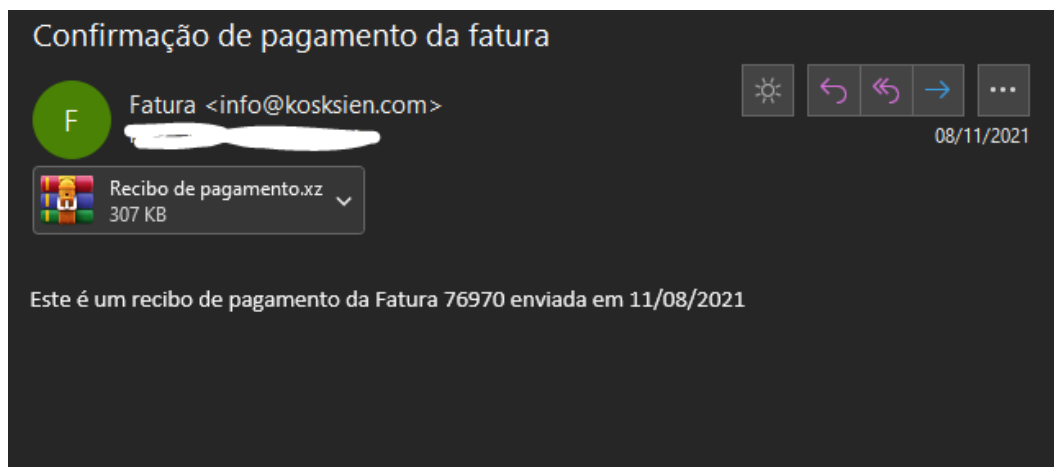 Confirmação de pagamento da fatura
F
Fatura <info@kosksien.com>
08/11/2021
Recibo de pagamento.xz
307 KB
Este é um recibo de pagamento da Fatura 76970 enviada em 11/08/2021